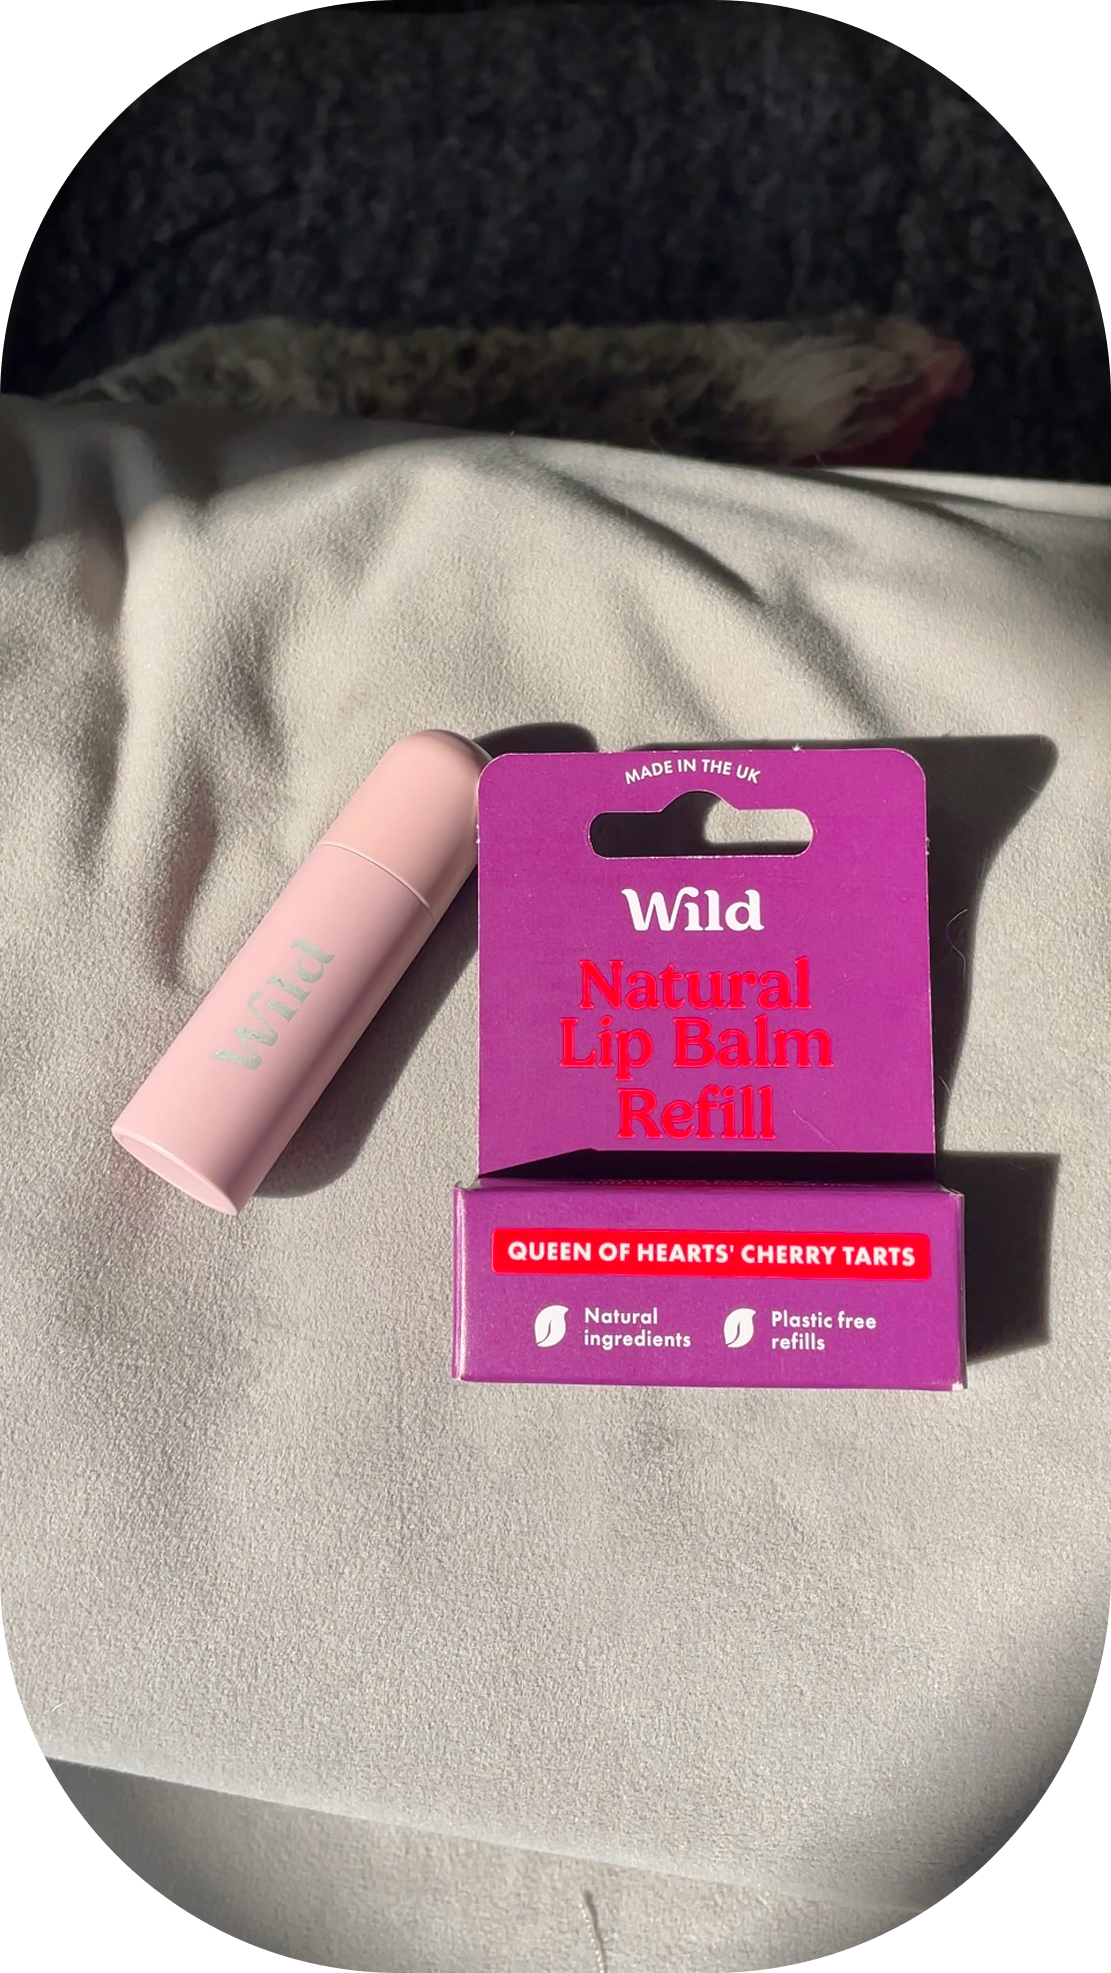 Wild
MADE IN THE UK
Wild
Natural
Lip Balm
Refill
QUEEN OF HEARTS' CHERRY TARTS
Natural
ingredients
Plastic free
refills